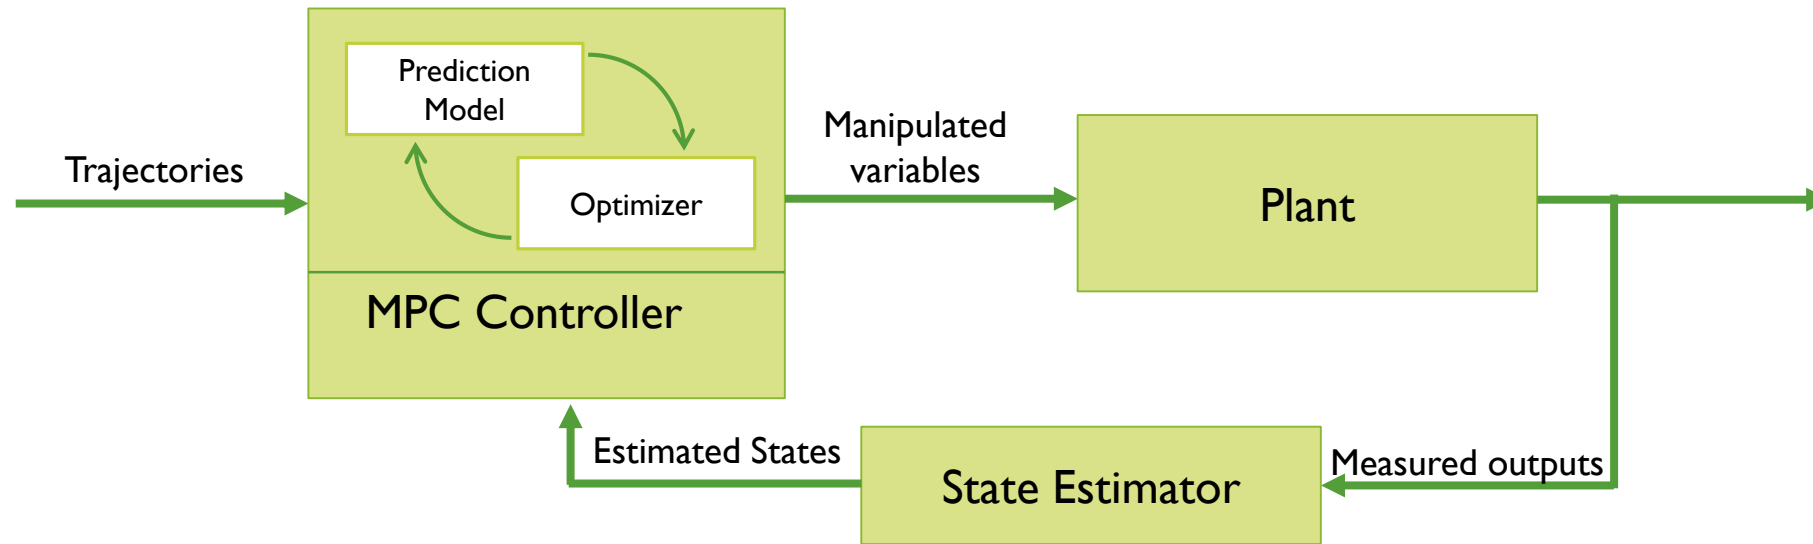 Prediction
Model
Optimizer
MPC Controller
Trajectories
Manipulated
variables
Plant
Estimated States
State Estimator
Measured outputs